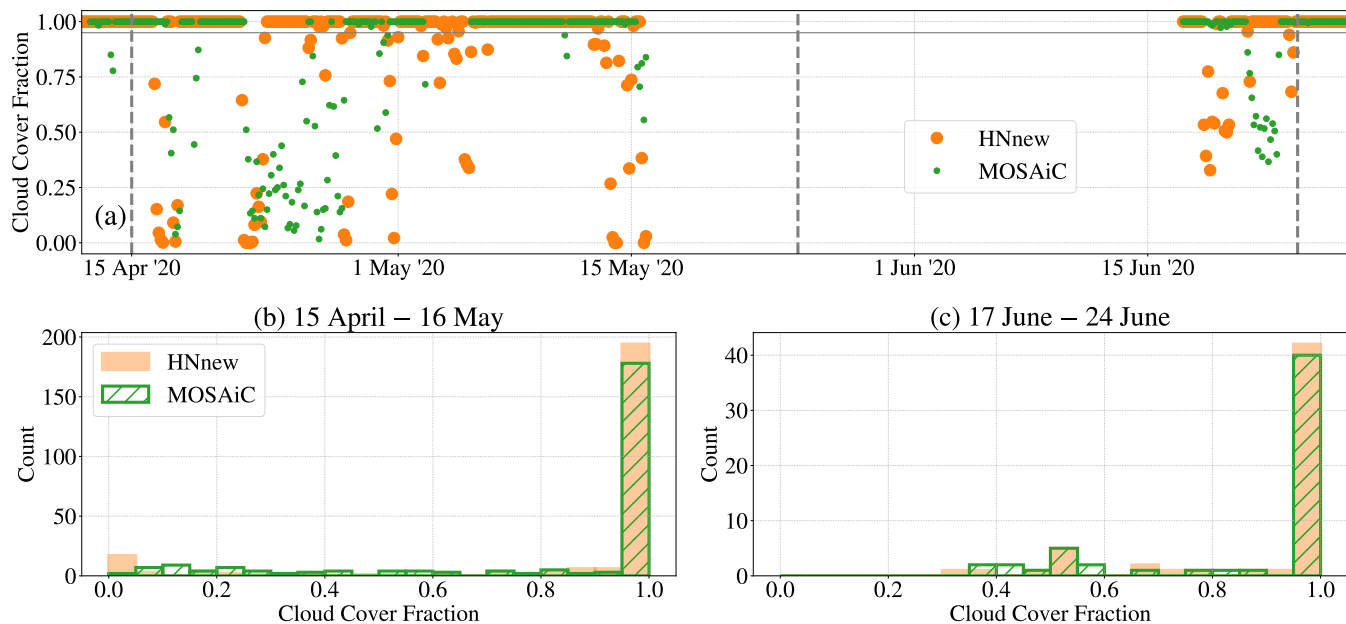 1.00
0.75
0.50
0.25
0.00
Cloud Cover Fraction
(a)
HNnew
MOSAiC
15 Apr '20
1 May '20
15 May '20
1 Jun '20
15 Jun '20
(b) 15 April – 16 May
200
150
100
50
0
Count
HNnew
MOSAiC
0.0
0.2
0.4
0.6
0.8
1.0
Cloud Cover Fraction
(c) 17 June – 24 June
40
30
20
10
0
Count
0.0
0.2
0.4
0.6
0.8
1.0
Cloud Cover Fraction